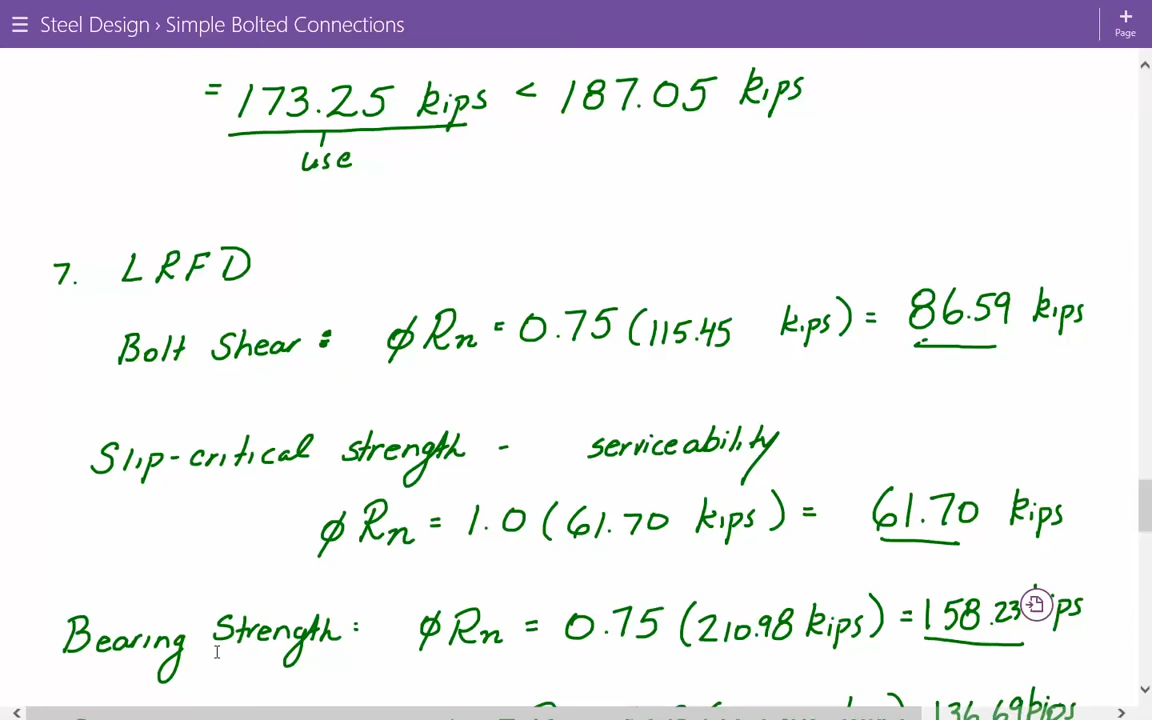 Steel Design › Simple Bolted Connections
Page
= 173.25 kips < 187.05 kips
use
7. LRFD
Bolt Shear: ϕRn = 0.75 (115.45 kips) = 86.59 kips
Slip-critical strength - serviceability
ϕRn = 1.0 (61.70 kips) = 61.70 kips
Bearing Strength: ϕRn = 0.75 (210.98 kips) = 158.23 kips
136.69 kips